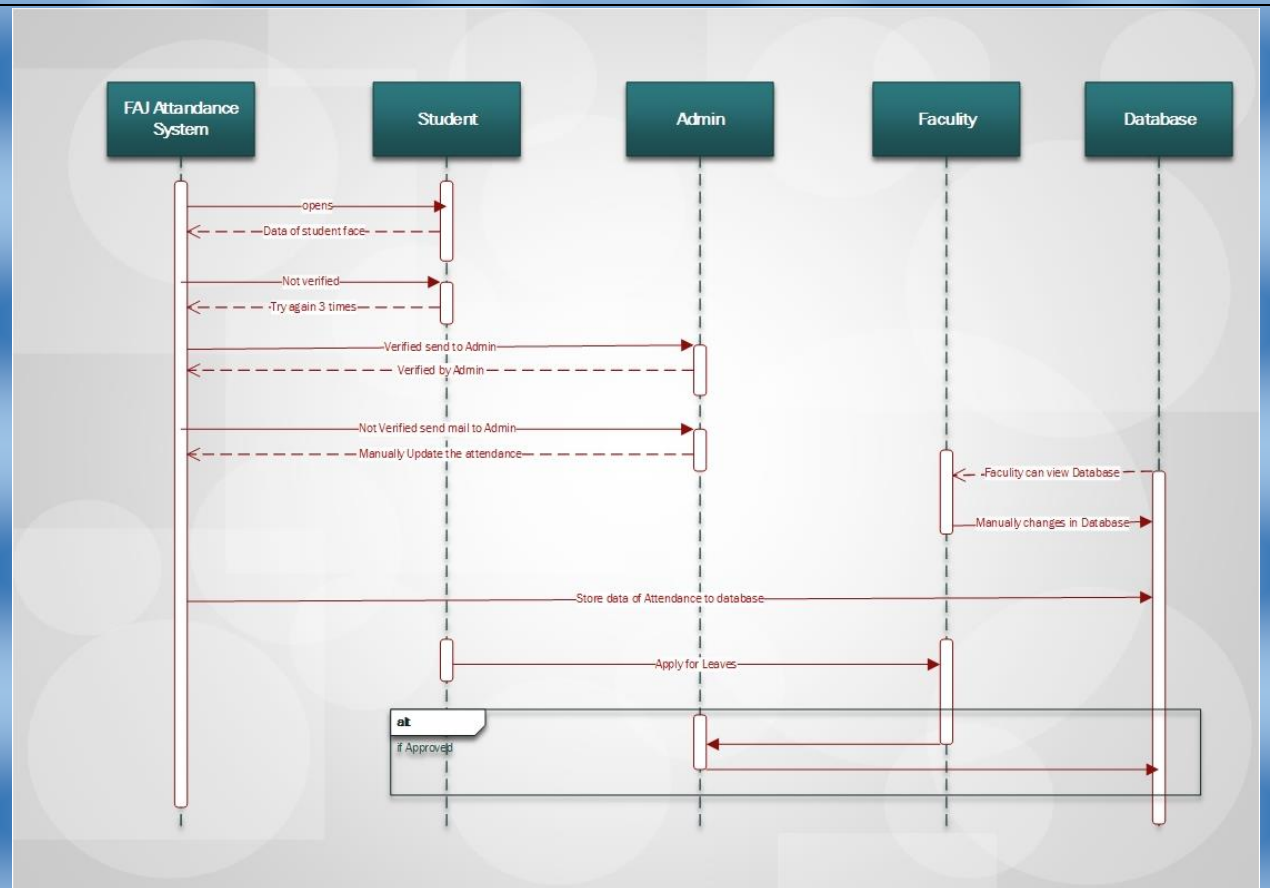 FAJ Attandance
System
Student
Admin
Faculity
Database
opens
Data of student face
Not verified
Try again 3 times
Verified send to Admin
Verified by Admin
Not Verified send mail to Admin
Manually Update the attendance
Faculity can view Database
Manually changes in Database
Store data of Attendance to database
Apply for Leaves
alt
if Approved